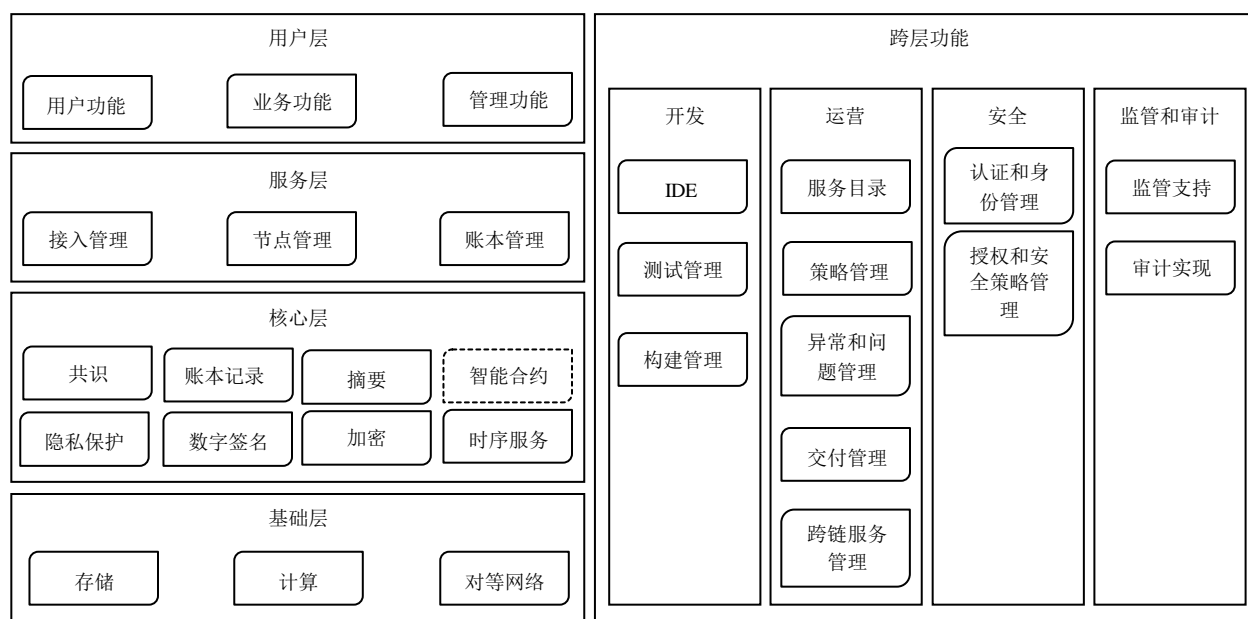 用户层
用户功能
业务功能
管理功能
服务层
接入管理
节点管理
账本管理
核心层
共识
账本记录
摘要
智能合约
隐私保护
数字签名
加密
时序服务
基础层
存储
计算
对等网络
跨层功能
开发
IDE
测试管理
构建管理
运营
服务目录
策略管理
异常和问
题管理
交付管理
跨链服务
管理
安全
认证和身
份管理
授权和安
全策略管
理
监管和审计
监管支持
审计实现